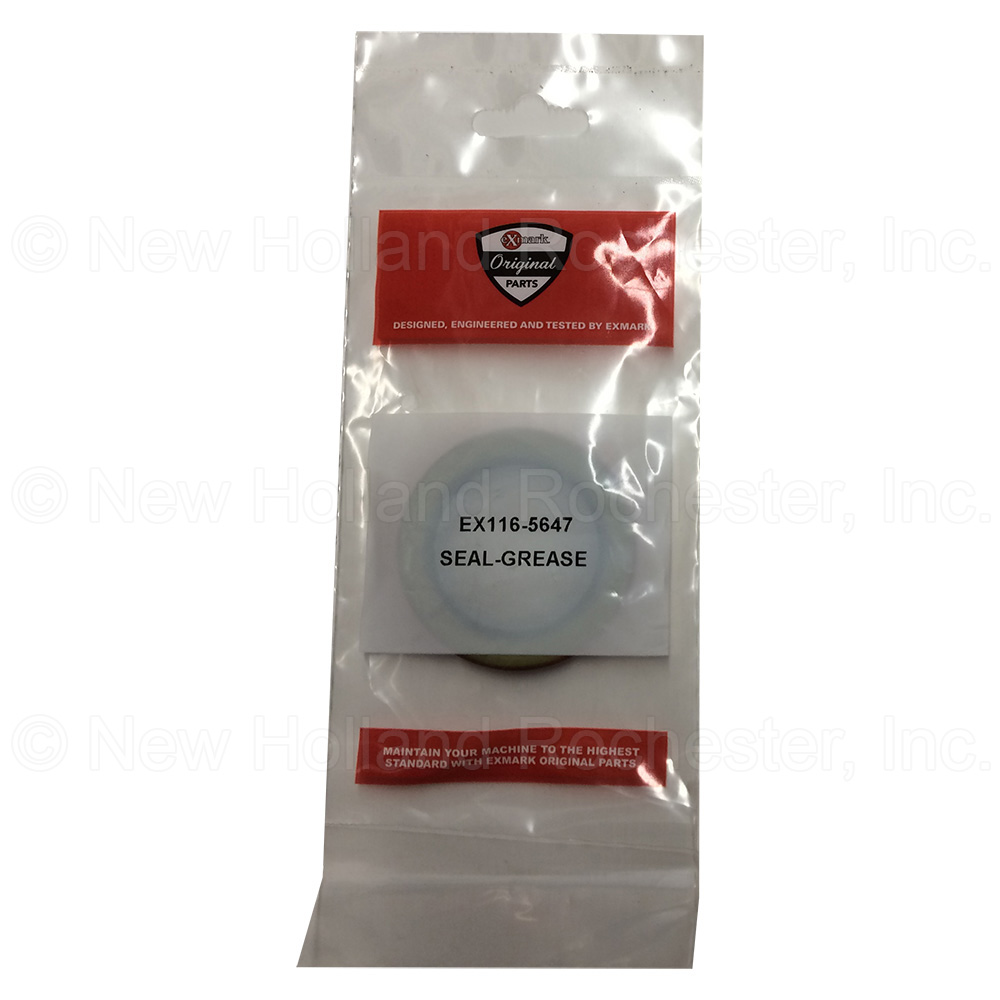 eXmark
Original
PARTS
DESIGNED, ENGINEERED AND TESTED BY EXMARK
© New Holland Rochester, Inc.
© New Holland Rochester, Inc.
EX116-5647
SEAL-GREASE
© New Holland Rochester, Inc.
MAINTAIN YOUR MACHINE TO THE HIGHEST
STANDARD WITH EXMARK ORIGINAL PARTS